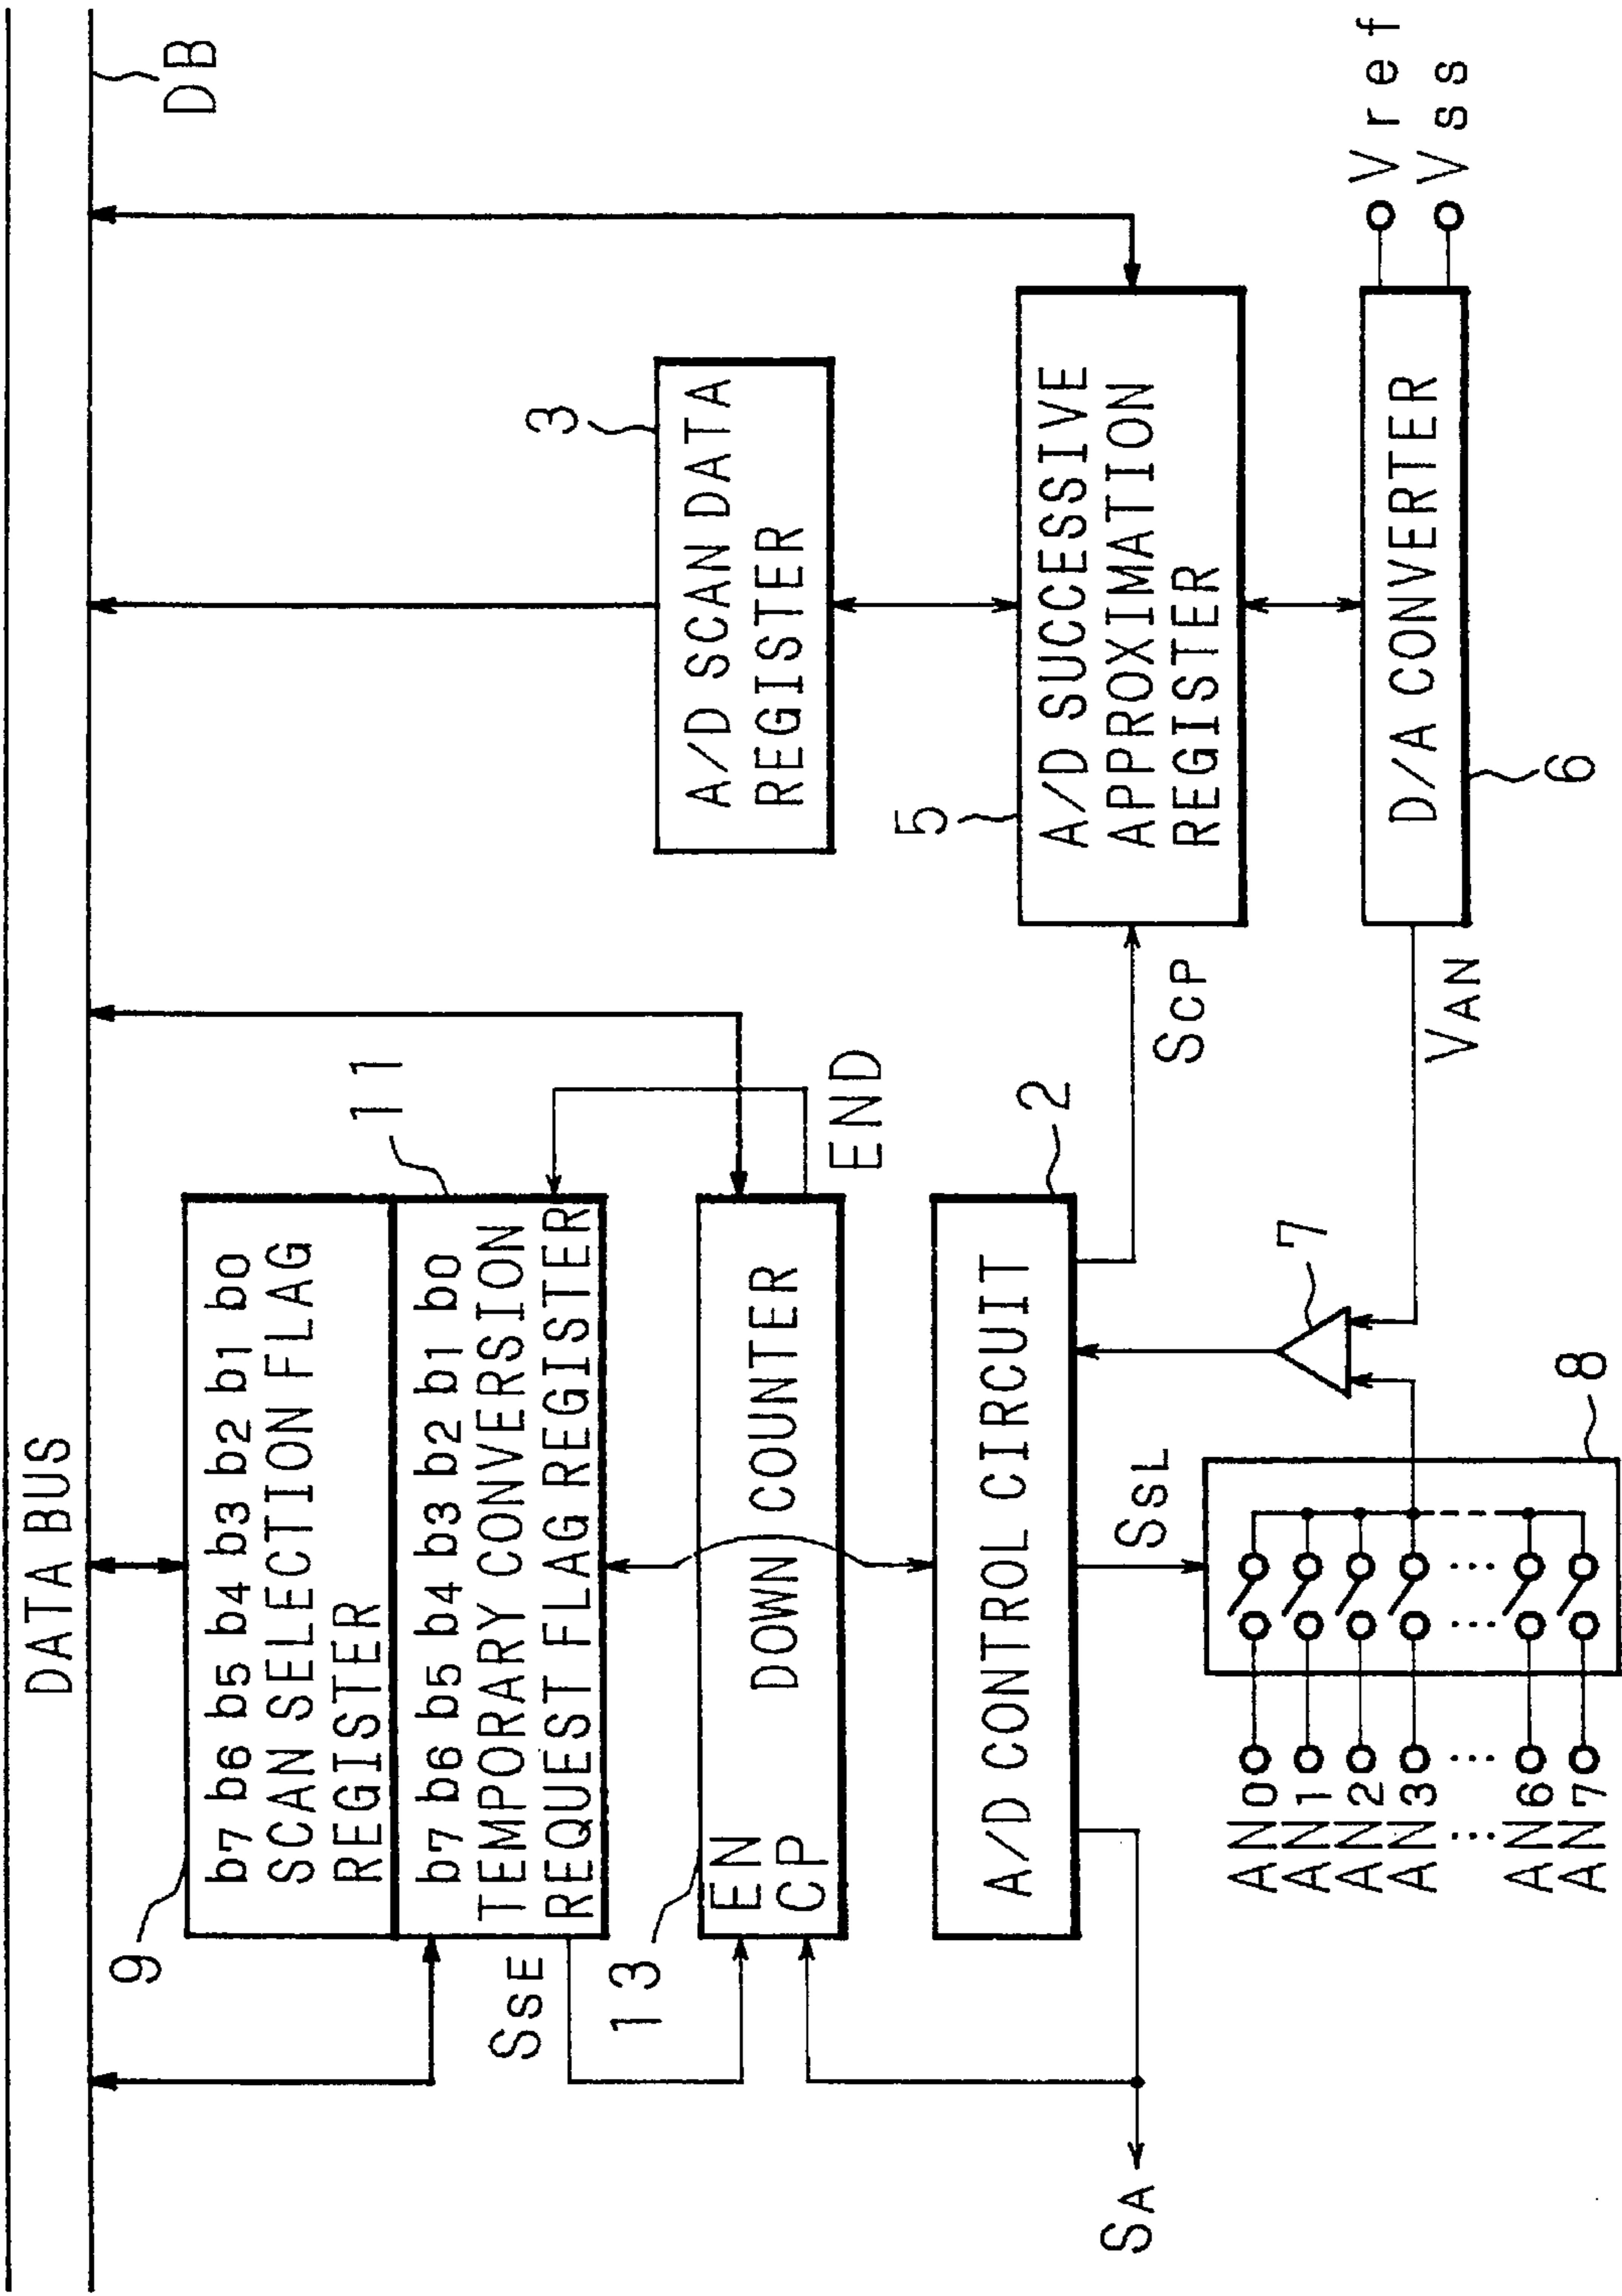 DATA BUS
DB
9
b7 b6 b5 b4 b3 b2 b1 b0
SCAN SELECTION FLAG
REGISTER
11
b7 b6 b5 b4 b3 b2 b1 b0
TEMPORARY CONVERSION
REQUEST FLAG REGISTER
SSE
13
EN
CP
DOWN COUNTER
END
3
A/D SCAN DATA
REGISTER
A/D CONTROL CIRCUIT
2
5
A/D SUCCESSIVE
APPROXIMATION
REGISTER
SA
SSL
SCP
7
VAN
D/A CONVERTER
6
Vref
Vss
8
AN0
AN1
AN2
AN3
...
...
...
AN6
AN7